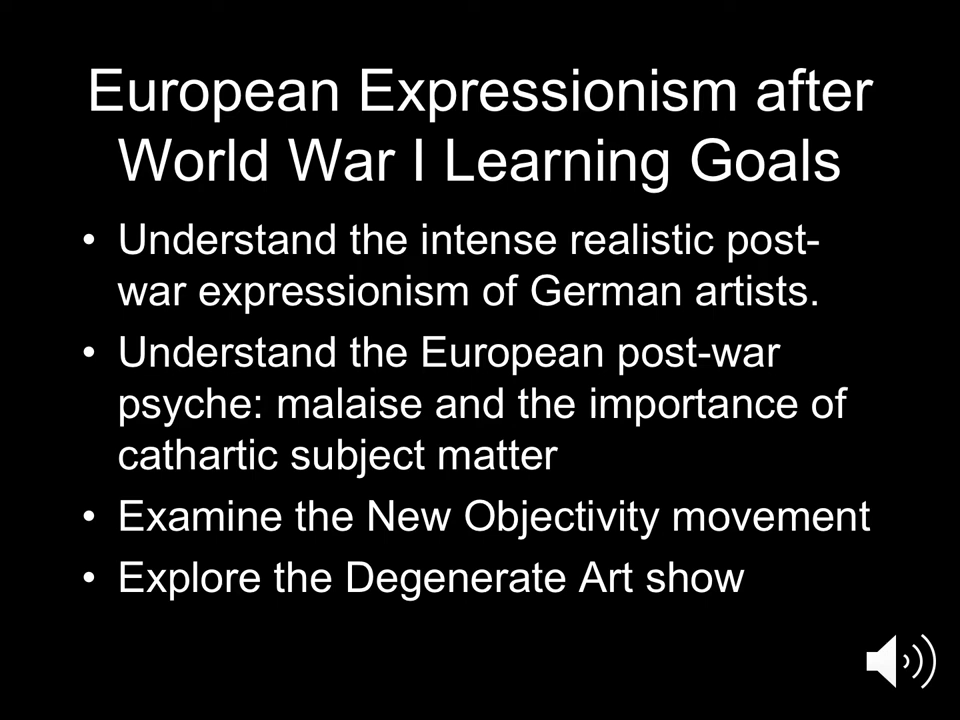 European Expressionism after
World War I Learning Goals
• Understand the intense realistic post-
war expressionism of German artists.
• Understand the European post-war
psyche: malaise and the importance of
cathartic subject matter
• Examine the New Objectivity movement
• Explore the Degenerate Art show